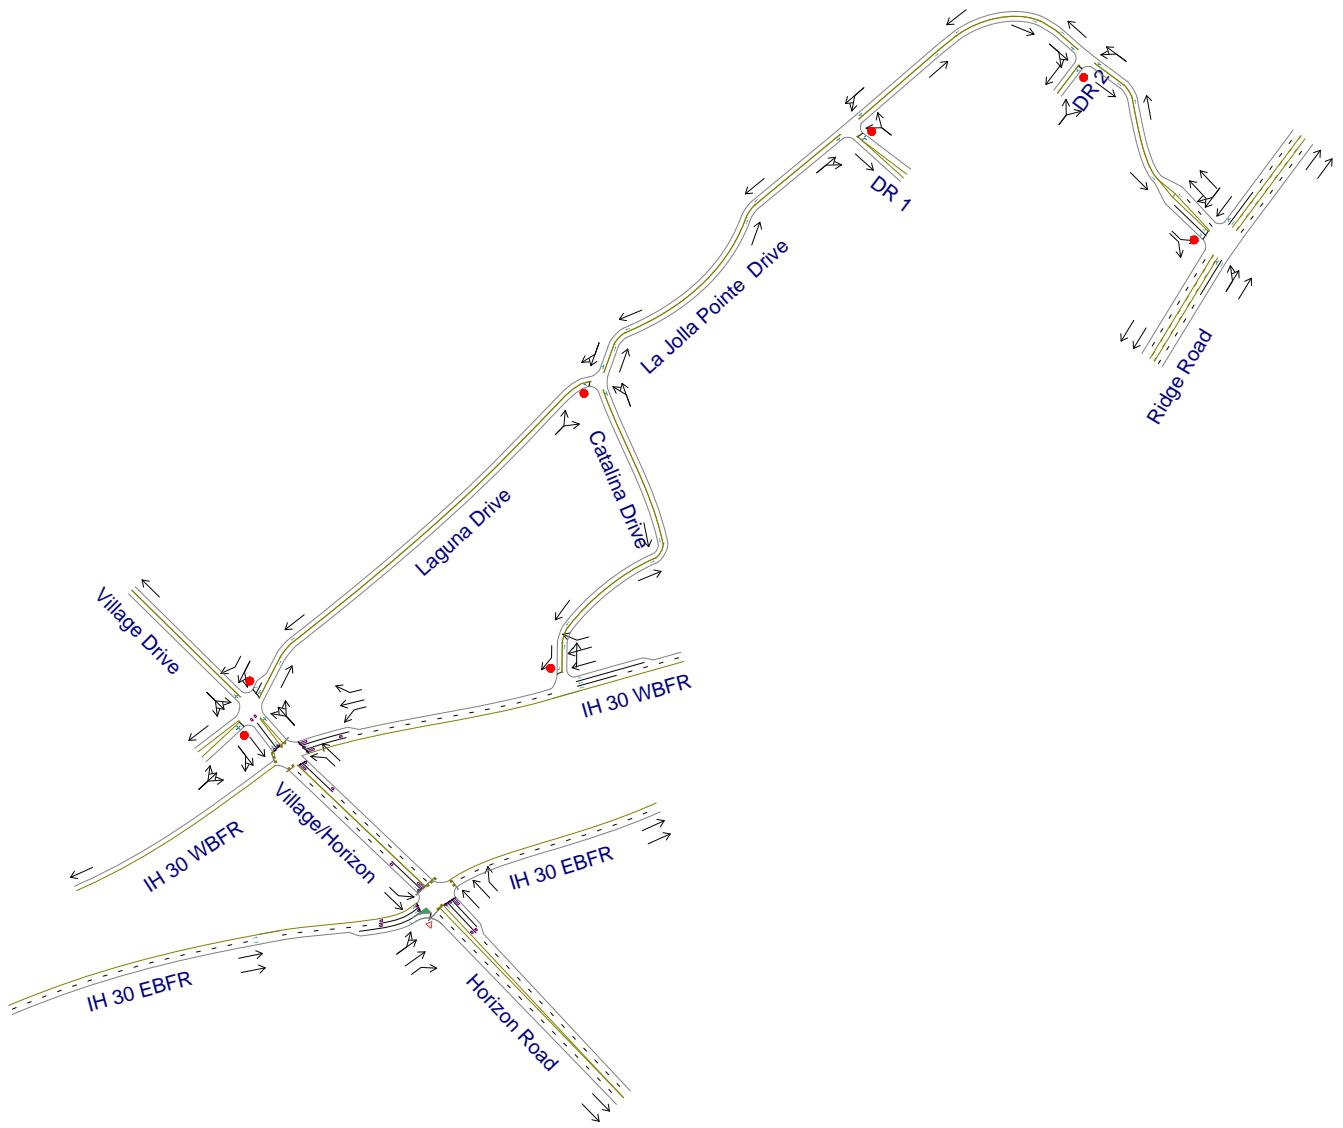 DR 2
DR 1
La Jolla Pointe  Drive
Ridge Road
Catalina Drive
Laguna Drive
Village Drive
IH 30 WBFR
Village/Horizon
IH 30 WBFR
IH 30 EBFR
IH 30 EBFR
Horizon Road